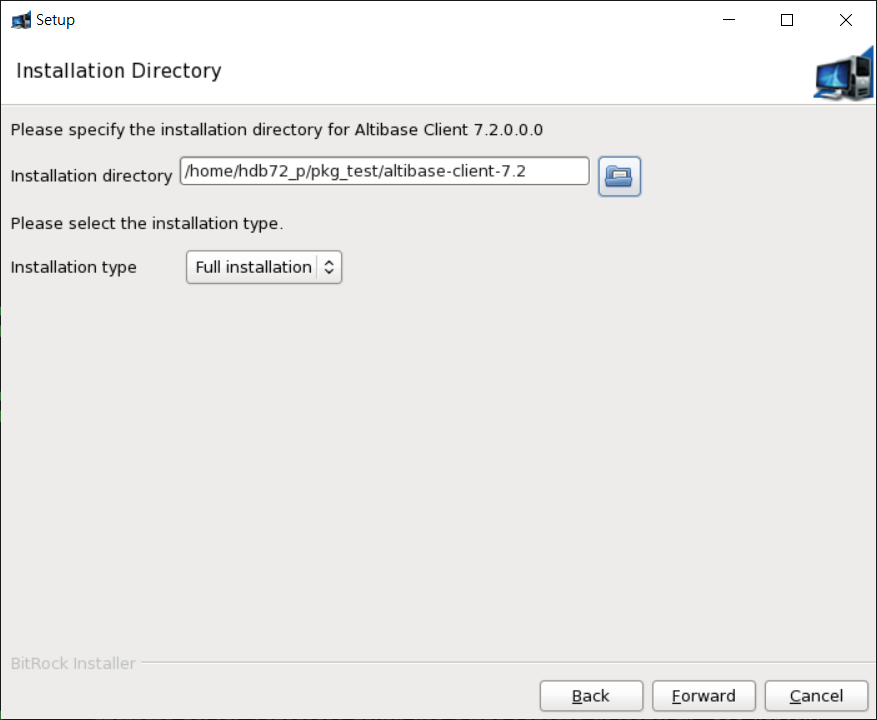 Setup
Installation Directory
Please specify the installation directory for Altibase Client 7.2.0.0.0
Installation directory /home/hdb72_p/pkg_test/altibase-client-7.2
Please select the installation type.
Installation type Full installation
BitRock Installer
Back Forward Cancel